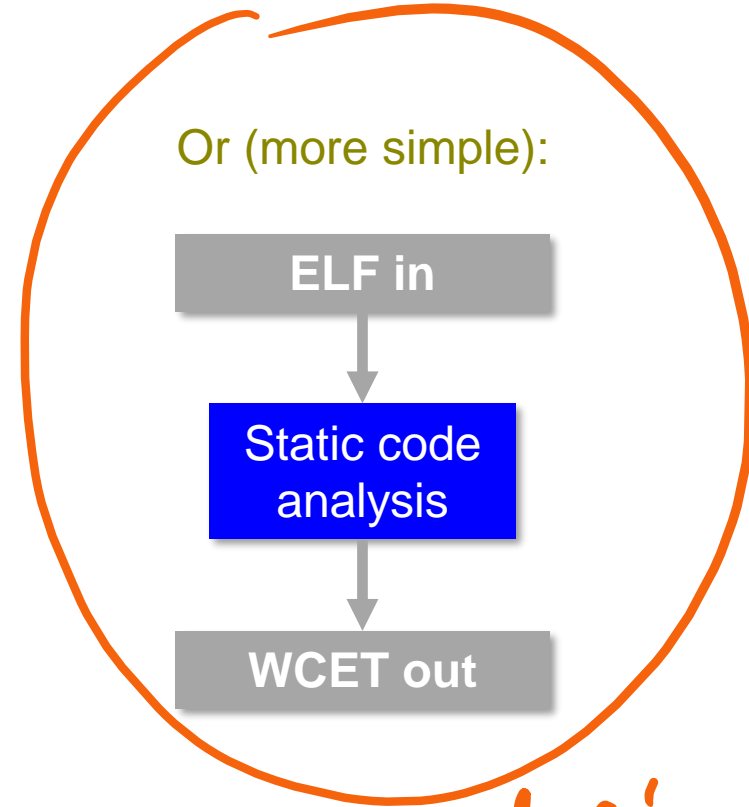 Or (more simple):
ELF in
Static code
analysis
WCET out